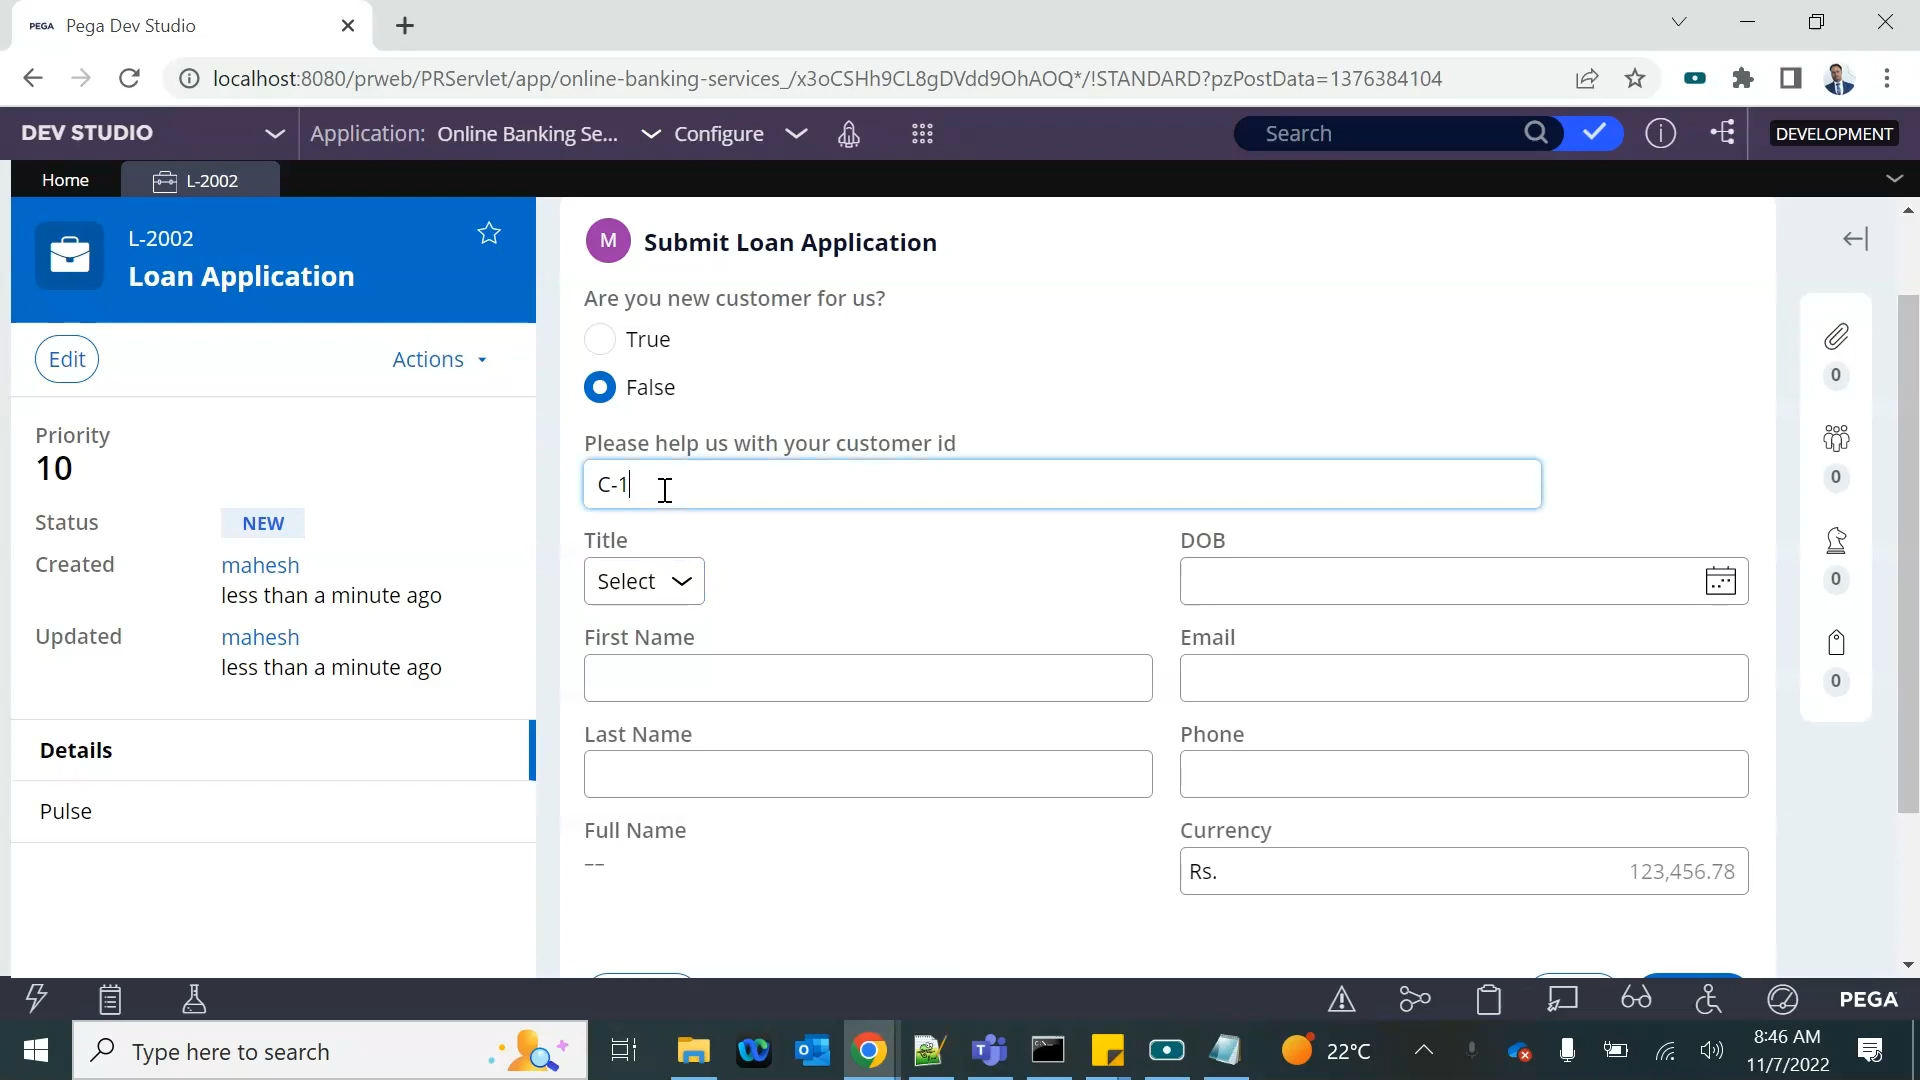 PEGA Pega Dev Studio
localhost:8080/prweb/PRServlet/app/online-banking-services_/x3oCSHh9CL8gDVdd9OhAOQ*/!STANDARD?pzPostData=1376384104
DEV STUDIO Application: Online Banking Se... Configure Search DEVELOPMENT
Home L-2002
L-2002
Loan Application
Edit Actions
Priority
10
Status NEW
Created mahesh
less than a minute ago
Updated mahesh
less than a minute ago
Details
Pulse
M Submit Loan Application
Are you new customer for us?
True
False
Please help us with your customer id
C-1
Title
Select
DOB
First Name
Email
Last Name
Phone
Full Name
--
Currency
Rs. 123,456.78
0
0
0
0
PEGA
Type here to search
22°C
8:46 AM
11/7/2022